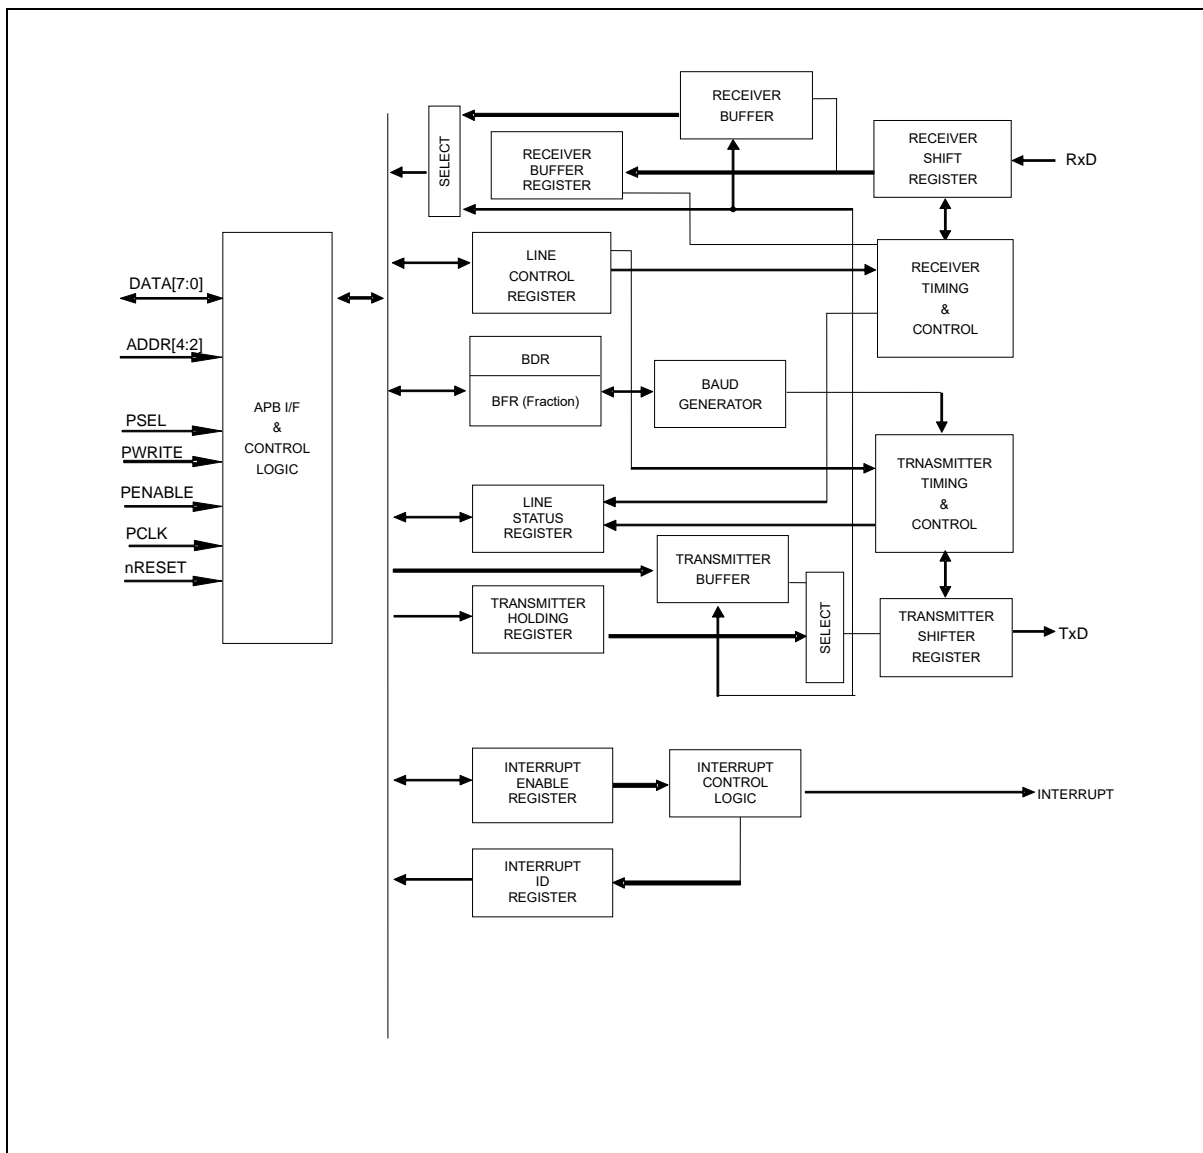 RECEIVER
BUFFER
SELECT
RECEIVER
BUFFER
REGISTER
RECEIVER
SHIFT
REGISTER
RxD
LINE
CONTROL
REGISTER
RECEIVER
TIMING
&
CONTROL
DATA[7:0]
ADDR[4:2]
PSEL
PWRITE
PENABLE
PCLK
nRESET
APB I/F
&
CONTROL
LOGIC
BDR
BFR (Fraction)
BAUD
GENERATOR
TRNASMITTER
TIMING
&
CONTROL
LINE
STATUS
REGISTER
TRANSMITTER
BUFFER
TRANSMITTER
HOLDING
REGISTER
SELECT
TRANSMITTER
SHIFTER
REGISTER
TxD
INTERRUPT
ENABLE
REGISTER
INTERRUPT
CONTROL
LOGIC
INTERRUPT
INTERRUPT
ID
REGISTER